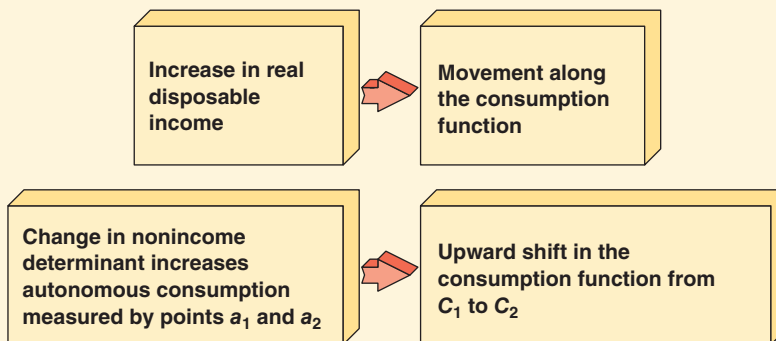 Increase in real
disposable
income
Movement along
the consumption
function
Change in nonincome
determinant increases
autonomous consumption
measured by points a₁ and a₂
Upward shift in the
consumption function from
C₁ to C₂